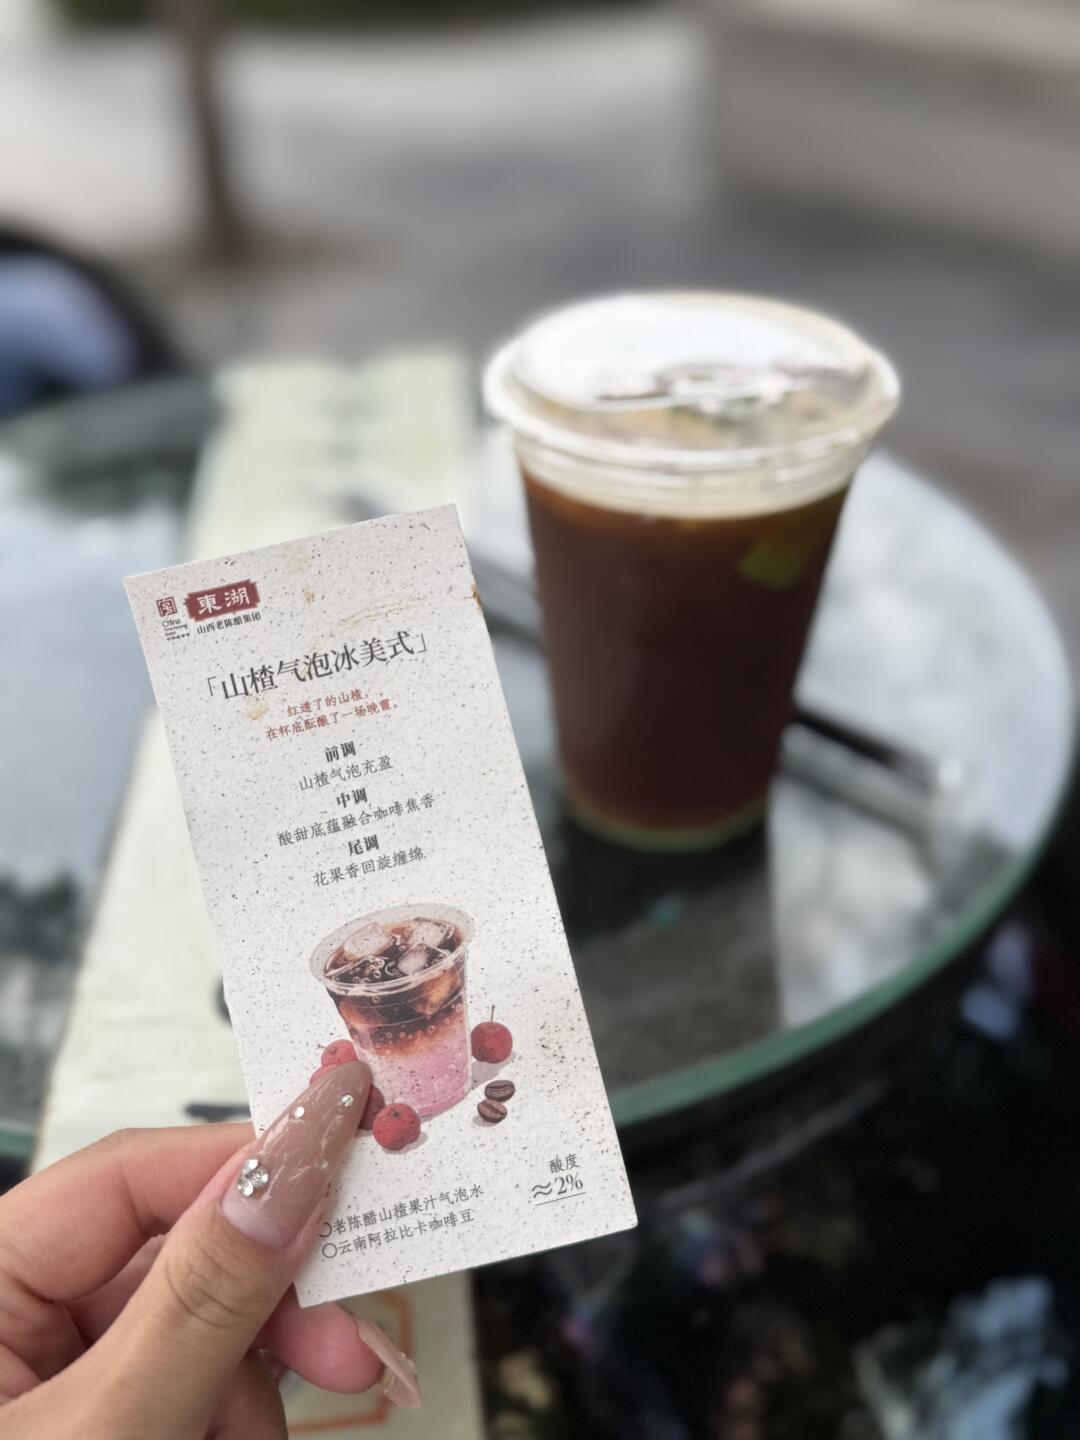 China
東湖
山西老陈醋集团
「山楂气泡冰美式」
红透了的山楂，
在杯底酝酿了一场晚霞。
前调
山楂气泡充盈
中调
酸甜底蕴融合咖啡焦香
尾调
花果香回旋缠绵.
酸度
≈2%
老陈醋山楂果汁气泡水
云南阿拉比卡咖啡豆